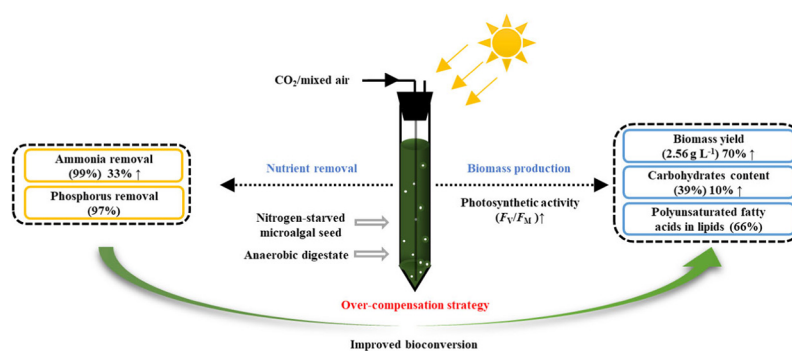 CO₂/mixed air
Ammonia removal
(99%) 33% ↑
Phosphorus removal
(97%)
Nutrient removal
Nitrogen-starved
microalgal seed
Anaerobic digestate
Biomass production
Photosynthetic activity
(Fᵥ/Fᴍ )↑
Biomass yield
(2.56 g L⁻¹) 70% ↑
Carbohydrates content
(39%) 10% ↑
Polyunsaturated fatty
acids in lipids (66%)
Over-compensation strategy
Improved bioconversion